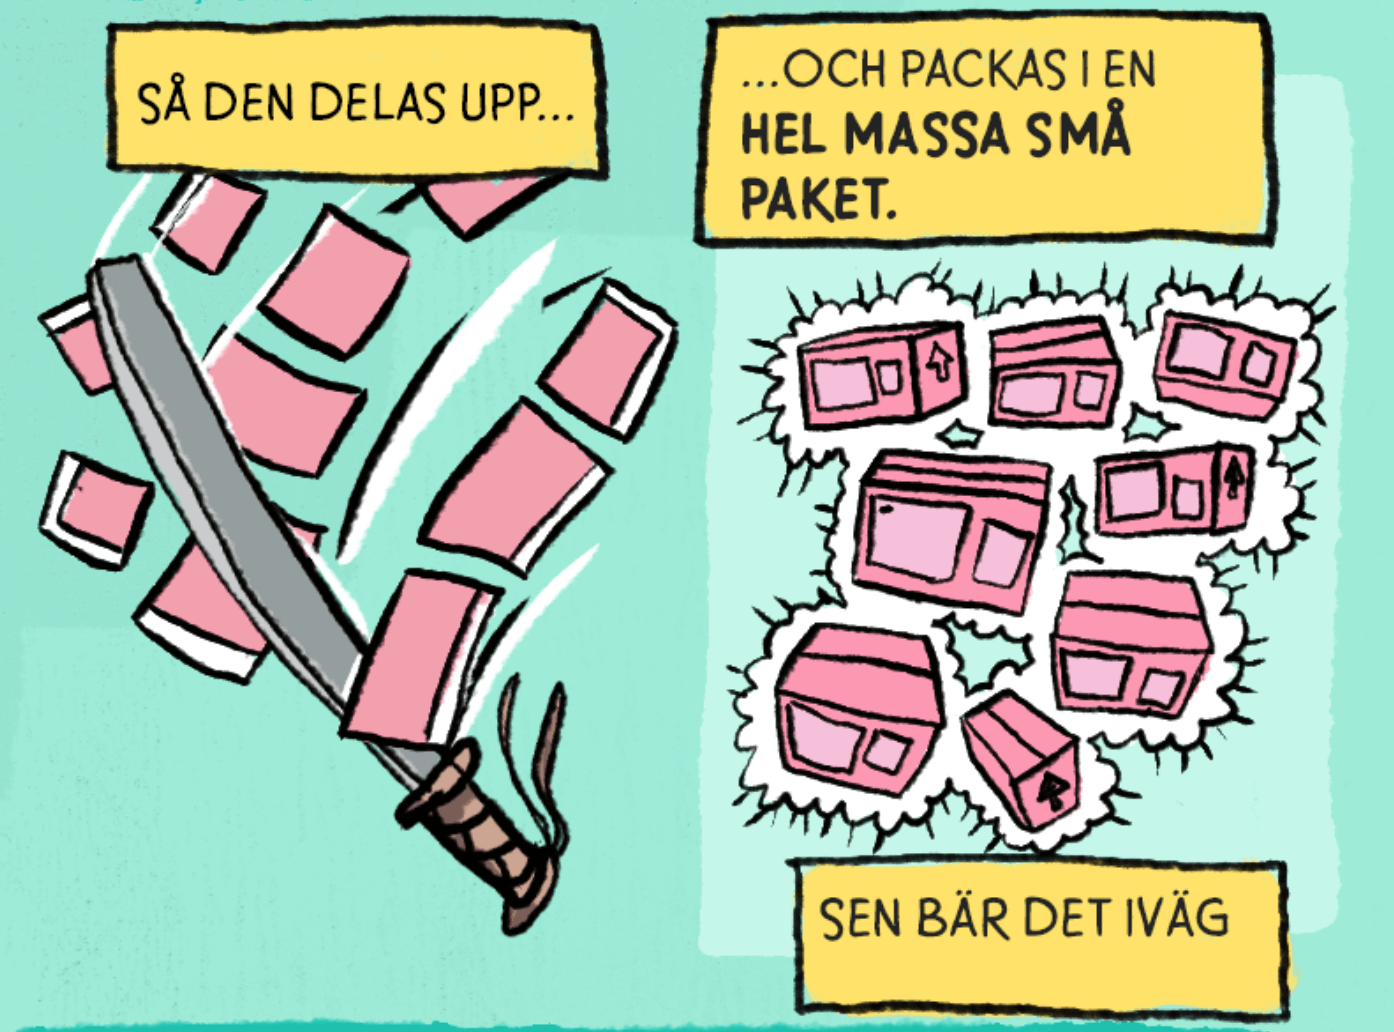 SÅ DEN DELAS UPP...
...OCH PACKAS I EN
HEL MASSA SMÅ
PAKET.
SEN BÄR DET IVÄG